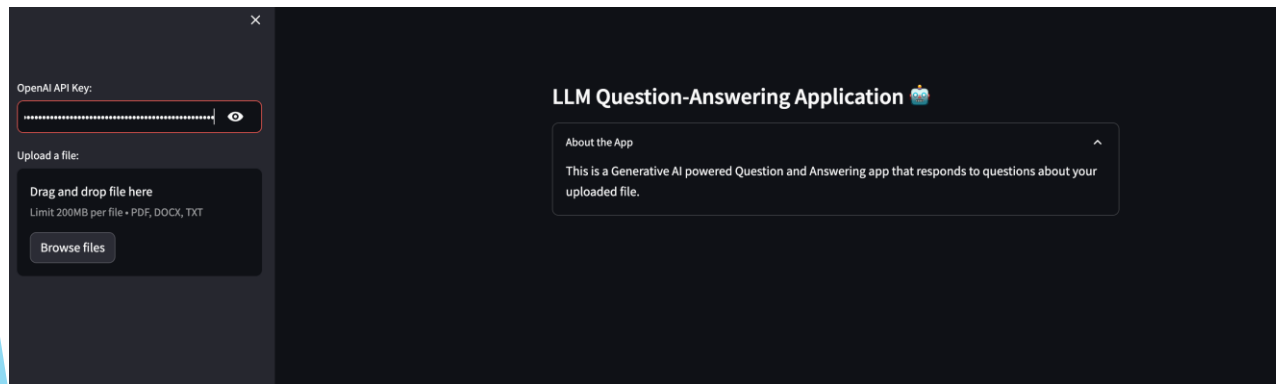 OpenAI API Key:
Upload a file:
Drag and drop file here
Limit 200MB per file • PDF, DOCX, TXT
Browse files
LLM Question-Answering Application 🤖
About the App
This is a Generative AI powered Question and Answering app that responds to questions about your
uploaded file.